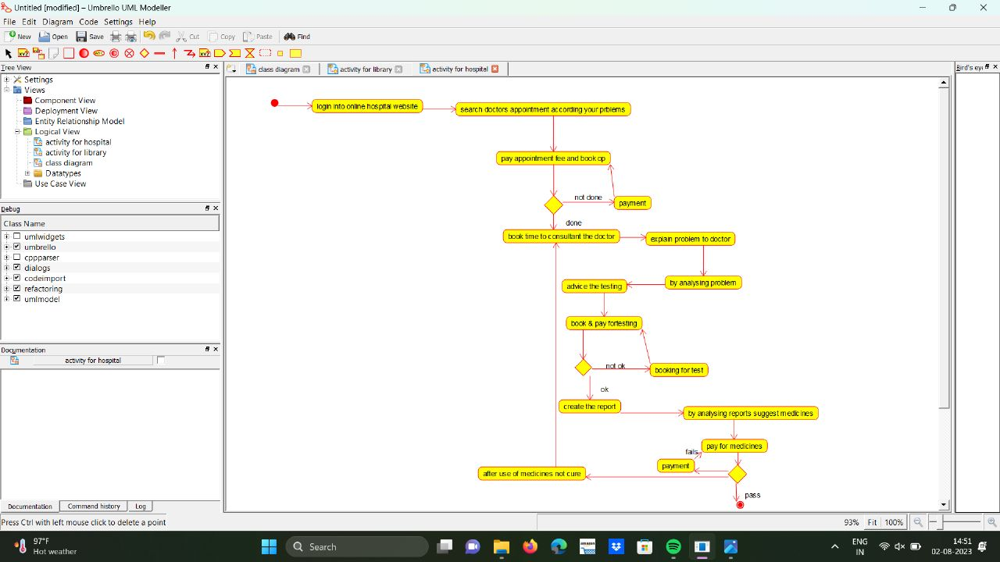 Untitled [modified] – Umbrello UML Modeller
File Edit Diagram Code Settings Help
New Open Save Cut Copy Paste Find
Tree View
class diagram
activity for library
activity for hospital
Bird's ey
Settings
Views
Component View
Deployment View
Entity Relationship Model
Logical View
activity for hospital
activity for library
class diagram
Datatypes
Use Case View
Debug
Class Name
umlwidgets
umbrello
cppparser
dialogs
codeimport
refactoring
umlmodel
Documentation
activity for hospital
Documentation Command history Log
login into online hospital website
search doctors appointment according your prblems
pay appointment fee and book op
not done
payment
done
book time to consultant the doctor
explain problem to doctor
by analysing problem
advice the testing
book & pay fortesting
not ok
booking for test
ok
create the report
by analysing reports suggest medicines
pay for medicines
fails
payment
after use of medicines not cure
pass
Press Ctrl with left mouse click to delete a point
93% Fit 100%
97°F
Hot weather
Search
amazon
ENG
IN
14:51
02-08-2023